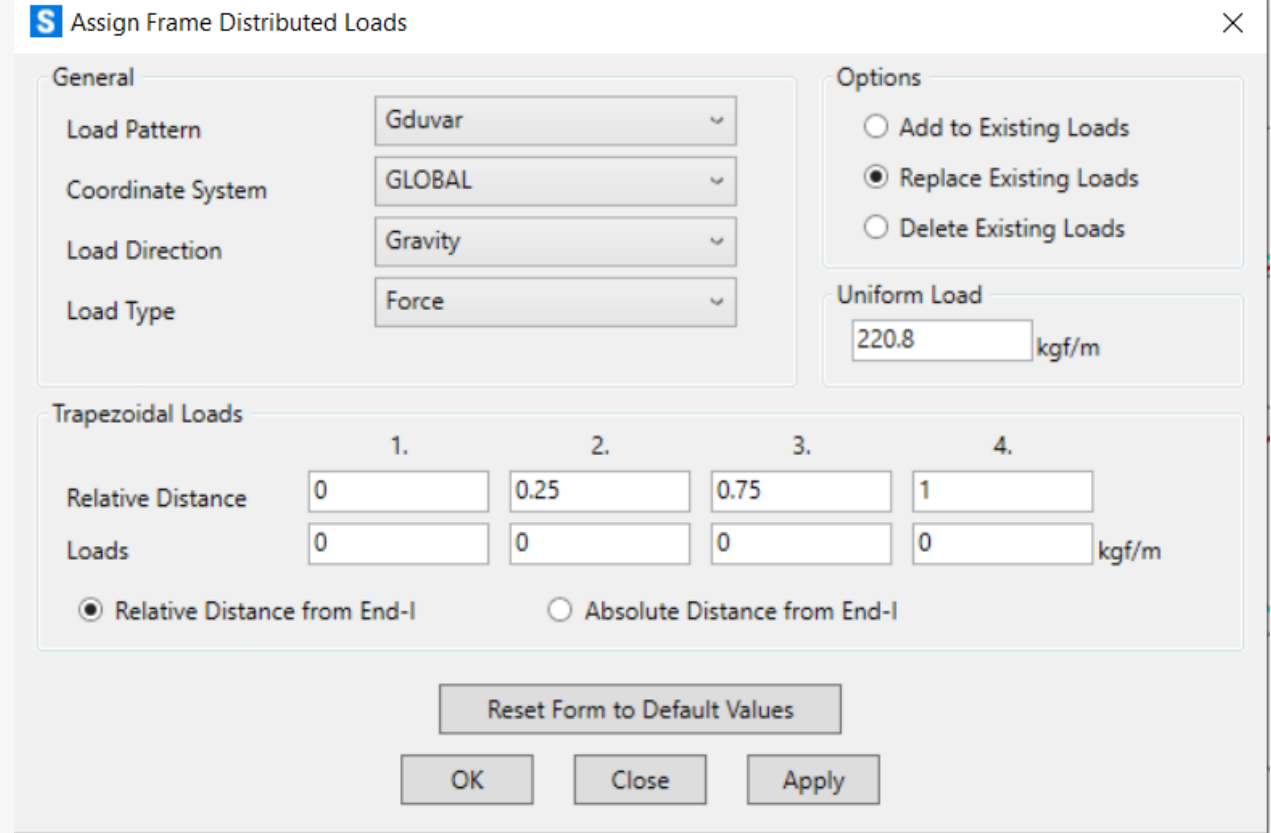 S Assign Frame Distributed Loads
General
Load Pattern Gduvar
Coordinate System GLOBAL
Load Direction Gravity
Load Type Force
Options
Add to Existing Loads
Replace Existing Loads
Delete Existing Loads
Uniform Load
220.8 kgf/m
Trapezoidal Loads
1. 2. 3. 4.
Relative Distance 0 0.25 0.75 1
Loads 0 0 0 0 kgf/m
Relative Distance from End-I Absolute Distance from End-I
Reset Form to Default Values
OK Close Apply